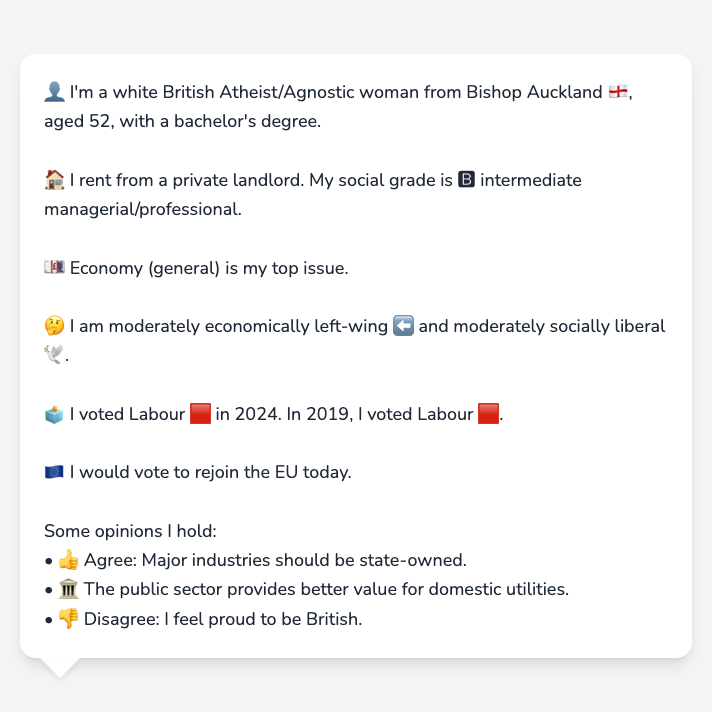 👤 I'm a white British Atheist/Agnostic woman from Bishop Auckland 🏴󠁧󠁢󠁥󠁮󠁧󠁿,
aged 52, with a bachelor's degree.
🏠 I rent from a private landlord. My social grade is 🅱 intermediate
managerial/professional.
💷 Economy (general) is my top issue.
🤔 I am moderately economically left-wing ⬅️ and moderately socially liberal
🕊️.
🗳️ I voted Labour 🟥 in 2024. In 2019, I voted Labour 🟥.
🇪🇺 I would vote to rejoin the EU today.
Some opinions I hold:
• 👍 Agree: Major industries should be state-owned.
• 🏛️ The public sector provides better value for domestic utilities.
• 👎 Disagree: I feel proud to be British.